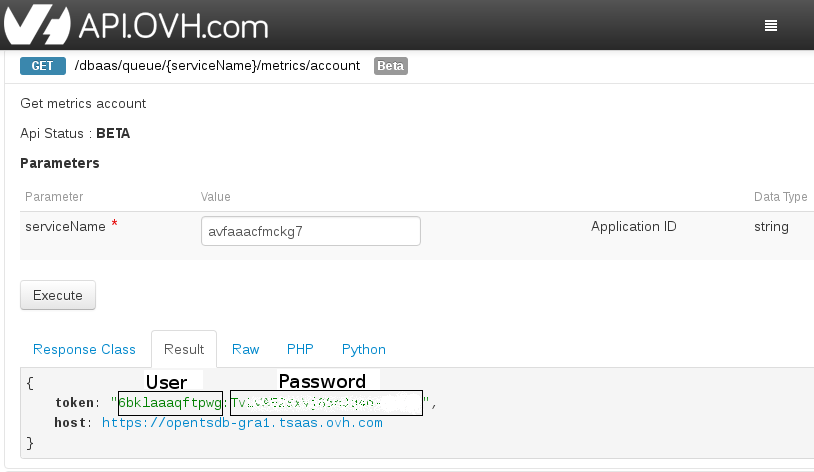 API.OVH.com
GET /dbaas/queue/{serviceName}/metrics/account Beta
Get metrics account
Api Status : BETA
Parameters
Parameter Value Data Type
serviceName * avfaaacfmckg7 Application ID string
Execute
Response Class Result Raw PHP Python
{
User Password
token: "6bklaaaqftpwg: ",
host: https://opentsdb-gra1.tsaas.ovh.com
}